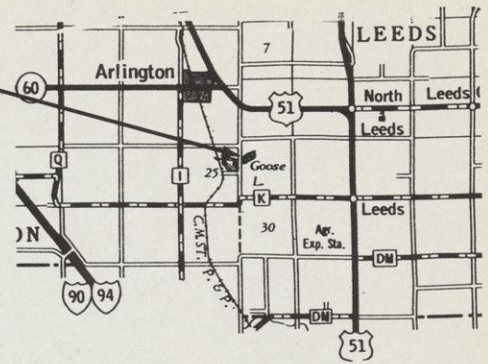 7
LEEDS
Arlington
60
51
North Leeds
Leeds
Q
I
25
Goose L.
K
Leeds
ON
C.M.ST. P. & P.
30
Agr. Exp. Sta.
DM
90 94
DM
51